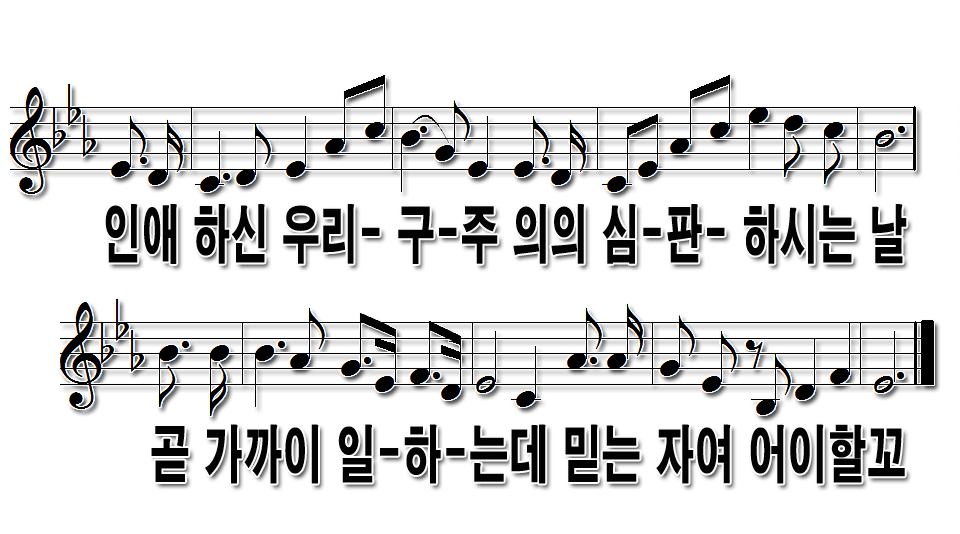 인애 하신 우리- 구-주 의의 심-판- 하시는 날
곧 가까이 일-하-는데 믿는 자여 어이할꼬